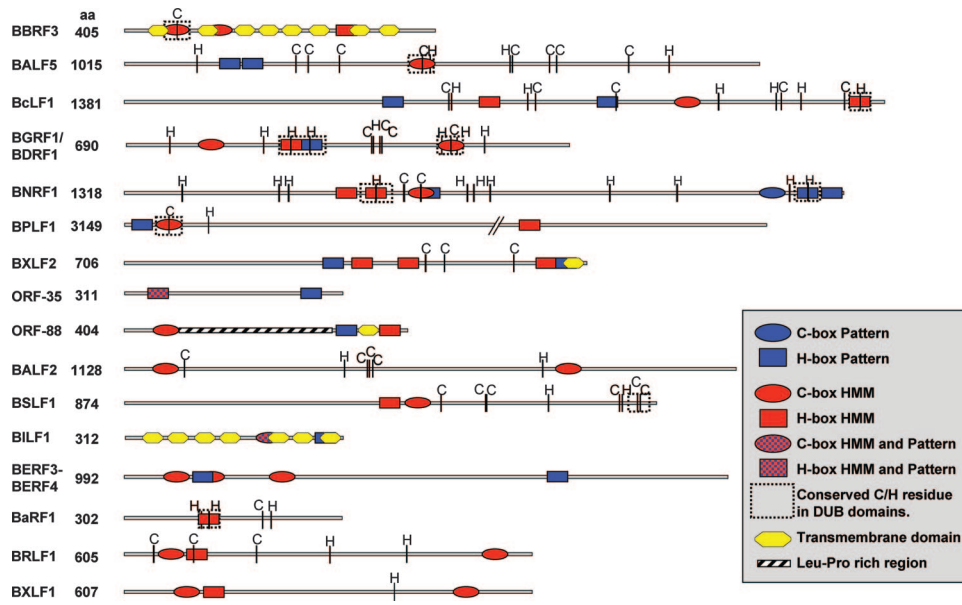 aa
C
BBRF3 405
H C C C C H H C C C C H
BALF5 1015
C H H C C H H C H C H
BcLF1 1381
H H H H C H C C H C H H
BGRF1/
BDRF1 690
H H H H C C H H H H H H H H
BNRF1 1318
C H
BPLF1 3149
C C C
BXLF2 706
ORF-35 311
ORF-88 404
C H C C C C H
BALF2 1128
C C C H C H C C
BSLF1 874
BILF1 312
BERF3-
BERF4 992
H H C H
BaRF1 302
C C C H H
BRLF1 605
H
BXLF1 607
C-box Pattern
H-box Pattern
C-box HMM
H-box HMM
C-box HMM and Pattern
H-box HMM and Pattern
Conserved C/H residue
in DUB domains.
Transmembrane domain
Leu-Pro rich region